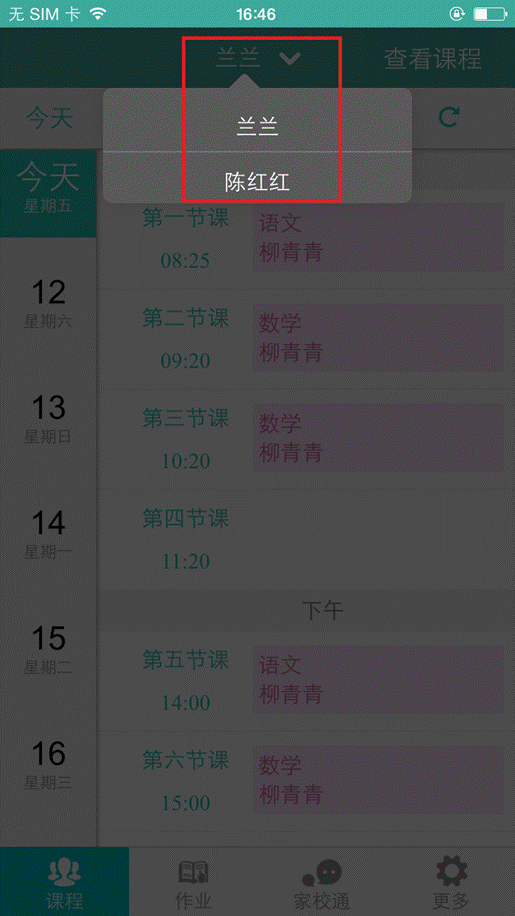 无 SIM 卡 16:46
兰兰 查看课程
今天
兰兰
陈红红
今天
星期五
12
星期六
13
星期日
14
星期一
15
星期二
16
星期三
第一节课
08:25
语文
柳青青
第二节课
09:20
数学
柳青青
第三节课
10:20
数学
柳青青
第四节课
11:20
下午
第五节课
14:00
语文
柳青青
第六节课
15:00
数学
柳青青
课程 作业 家校通 更多